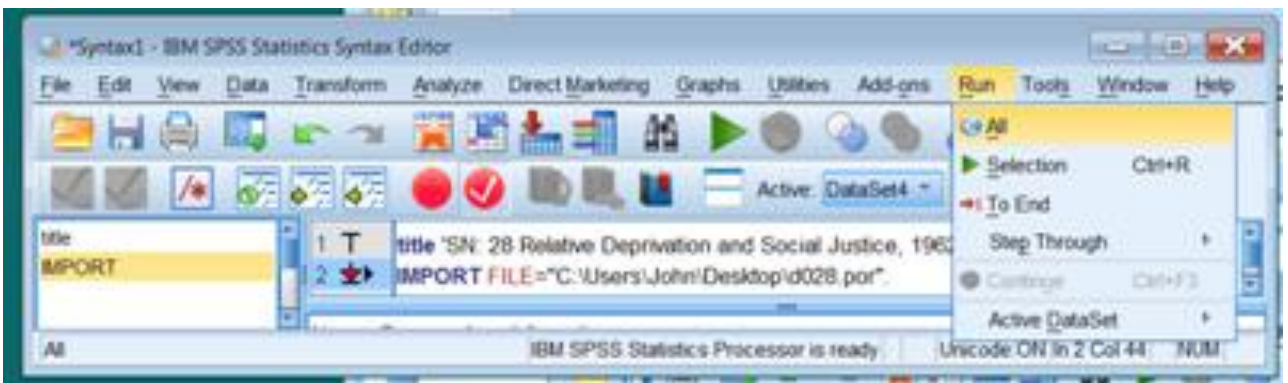 *Syntax1 - IBM SPSS Statistics Syntax Editor
File Edit View Data Transform Analyze Direct Marketing Graphs Utilities Add-ons Run Tools Window Help
All
Selection Ctrl+R
To End
Step Through
Continue Ctrl+F3
Active DataSet
Active: DataSet4
title
IMPORT
1 title 'SN: 28 Relative Deprivation and Social Justice, 1962
2 IMPORT FILE="C:\Users\John\Desktop\d028.por".
All IBM SPSS Statistics Processor is ready Unicode:ON In 2 Col 44 NUM